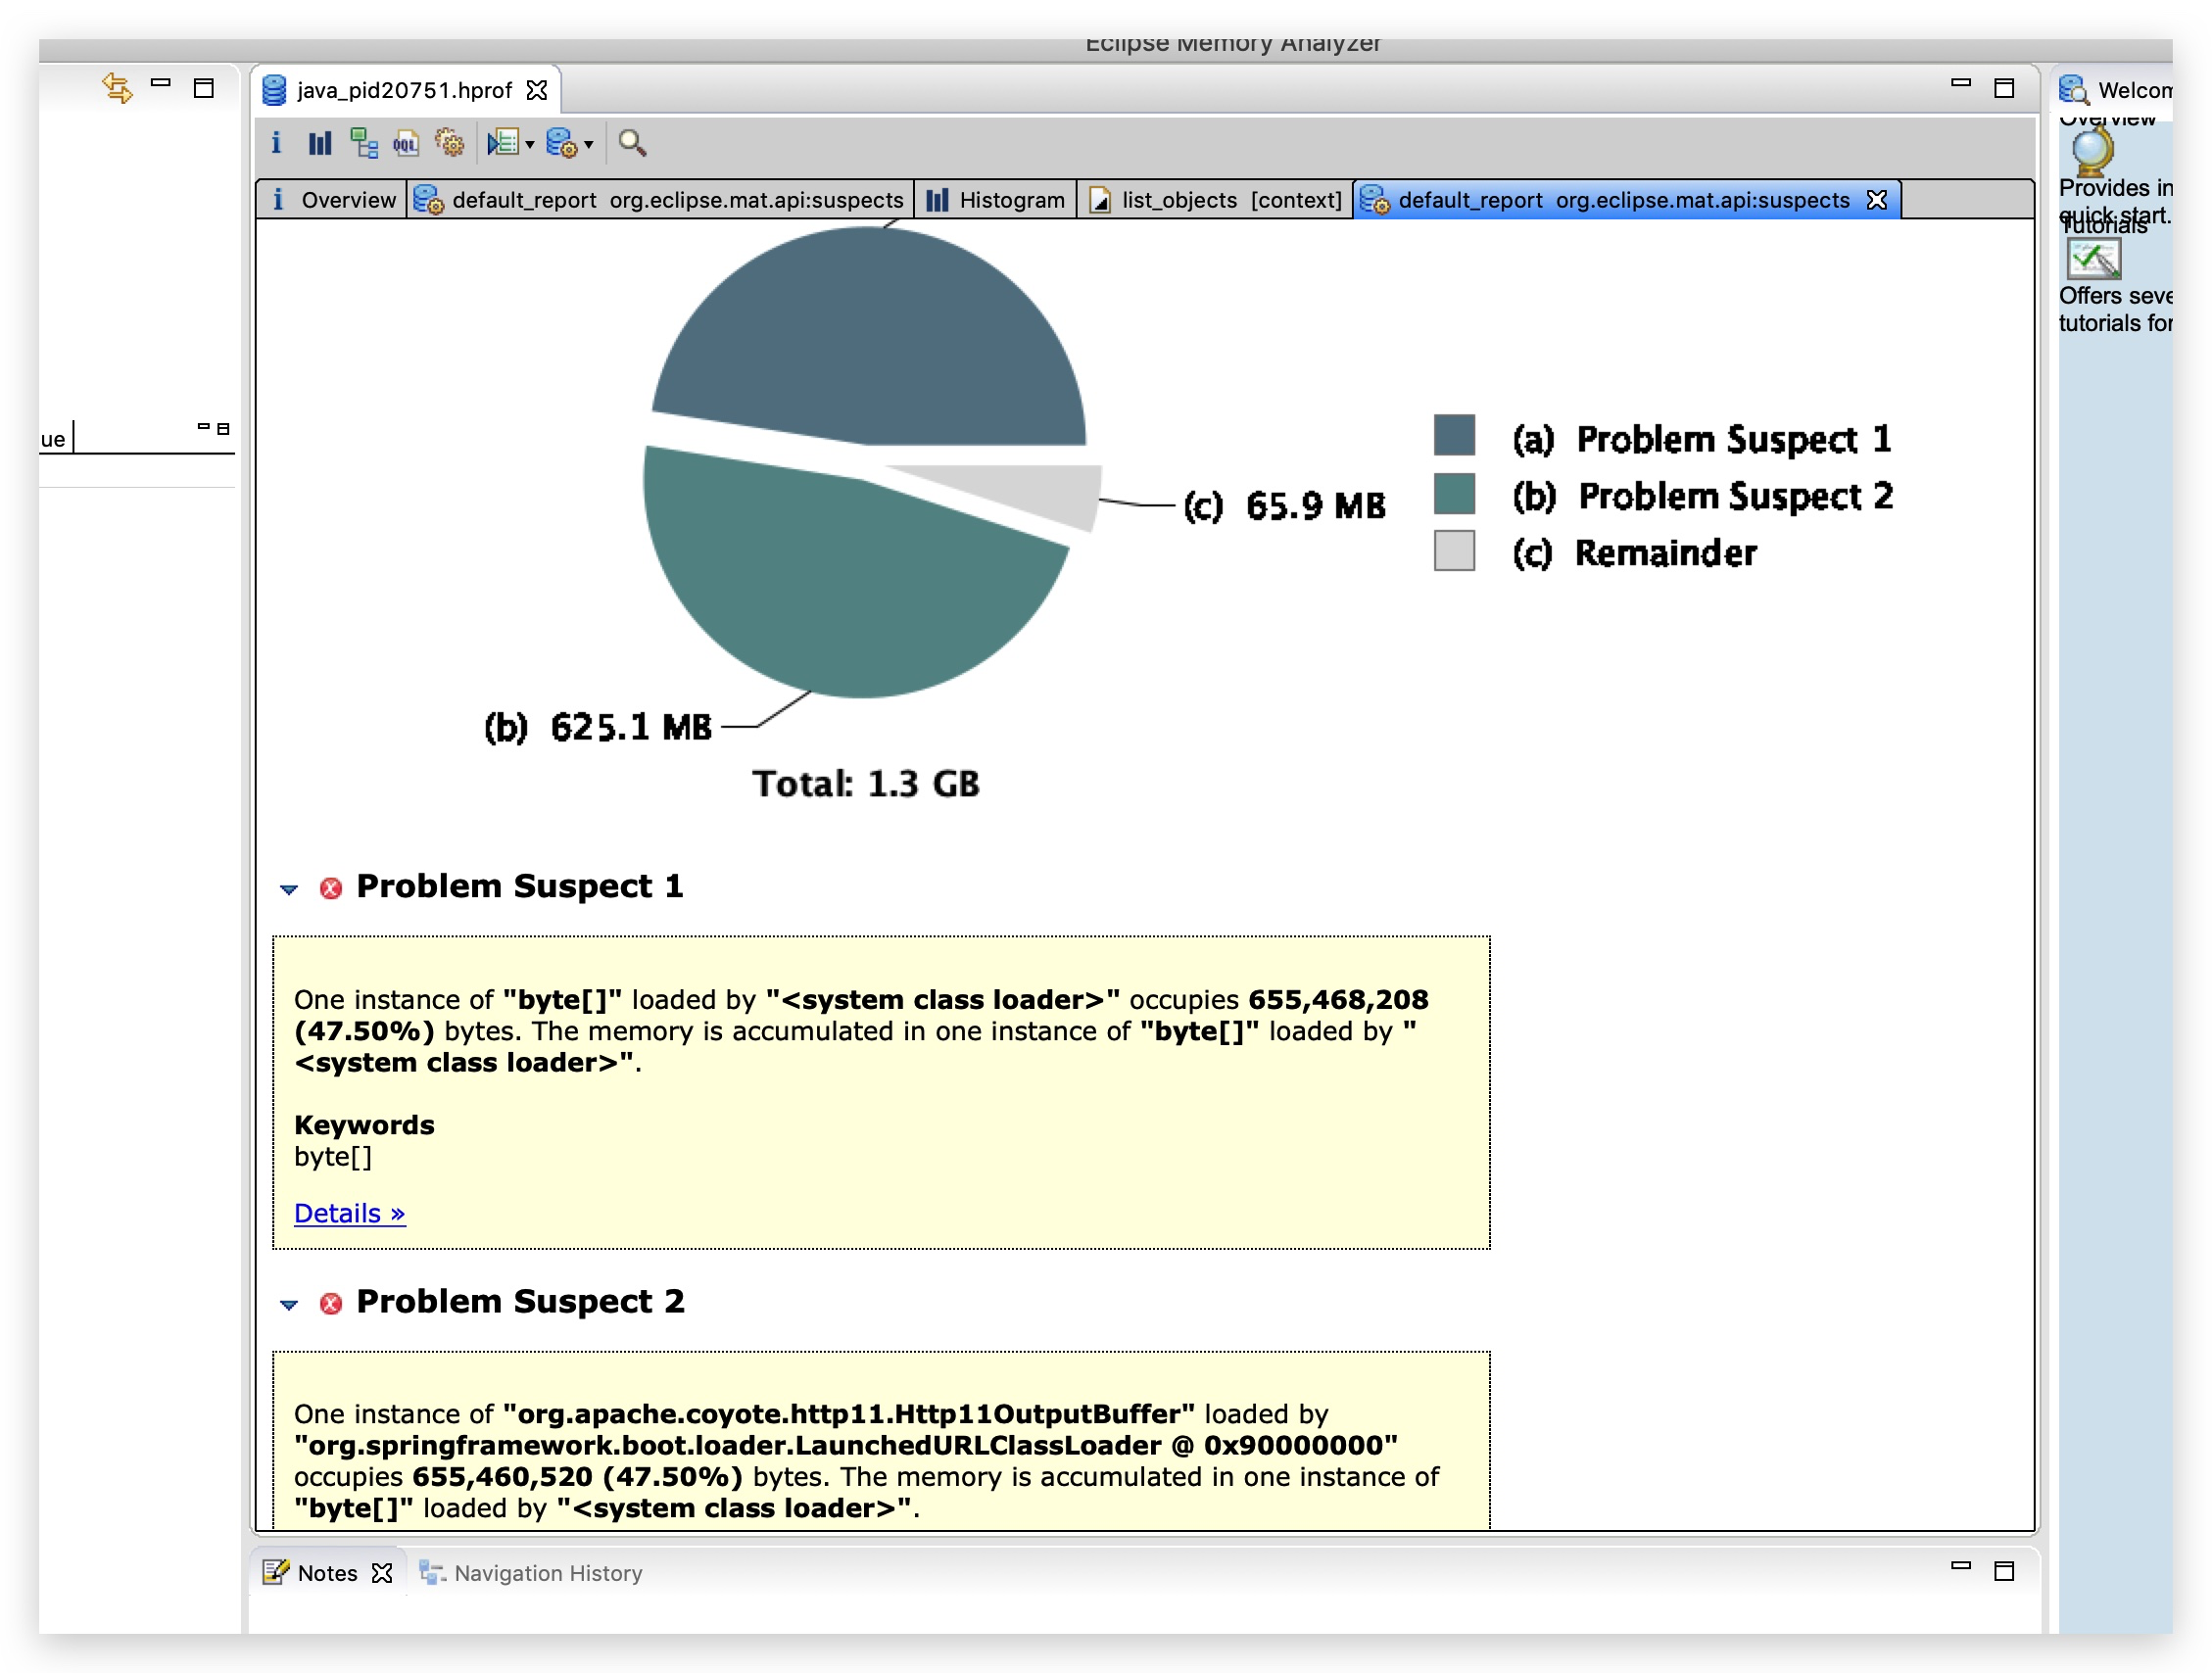 Eclipse Memory Analyzer
java_pid20751.hprof
Welcom
Overview
Provides in
quick start.
Tutorials
Offers seve
tutorials for
ue
i Overview
default_report org.eclipse.mat.api:suspects
Histogram
list_objects [context]
default_report org.eclipse.mat.api:suspects
(a) Problem Suspect 1
(b) Problem Suspect 2
(c) Remainder
(c) 65.9 MB
(b) 625.1 MB
Total: 1.3 GB
Problem Suspect 1
One instance of "byte[]" loaded by "<system class loader>" occupies 655,468,208
(47.50%) bytes. The memory is accumulated in one instance of "byte[]" loaded by "
<system class loader>".
Keywords
byte[]
Details »
Problem Suspect 2
One instance of "org.apache.coyote.http11.Http11OutputBuffer" loaded by
"org.springframework.boot.loader.LaunchedURLClassLoader @ 0x90000000"
occupies 655,460,520 (47.50%) bytes. The memory is accumulated in one instance of
"byte[]" loaded by "<system class loader>".
Notes
Navigation History